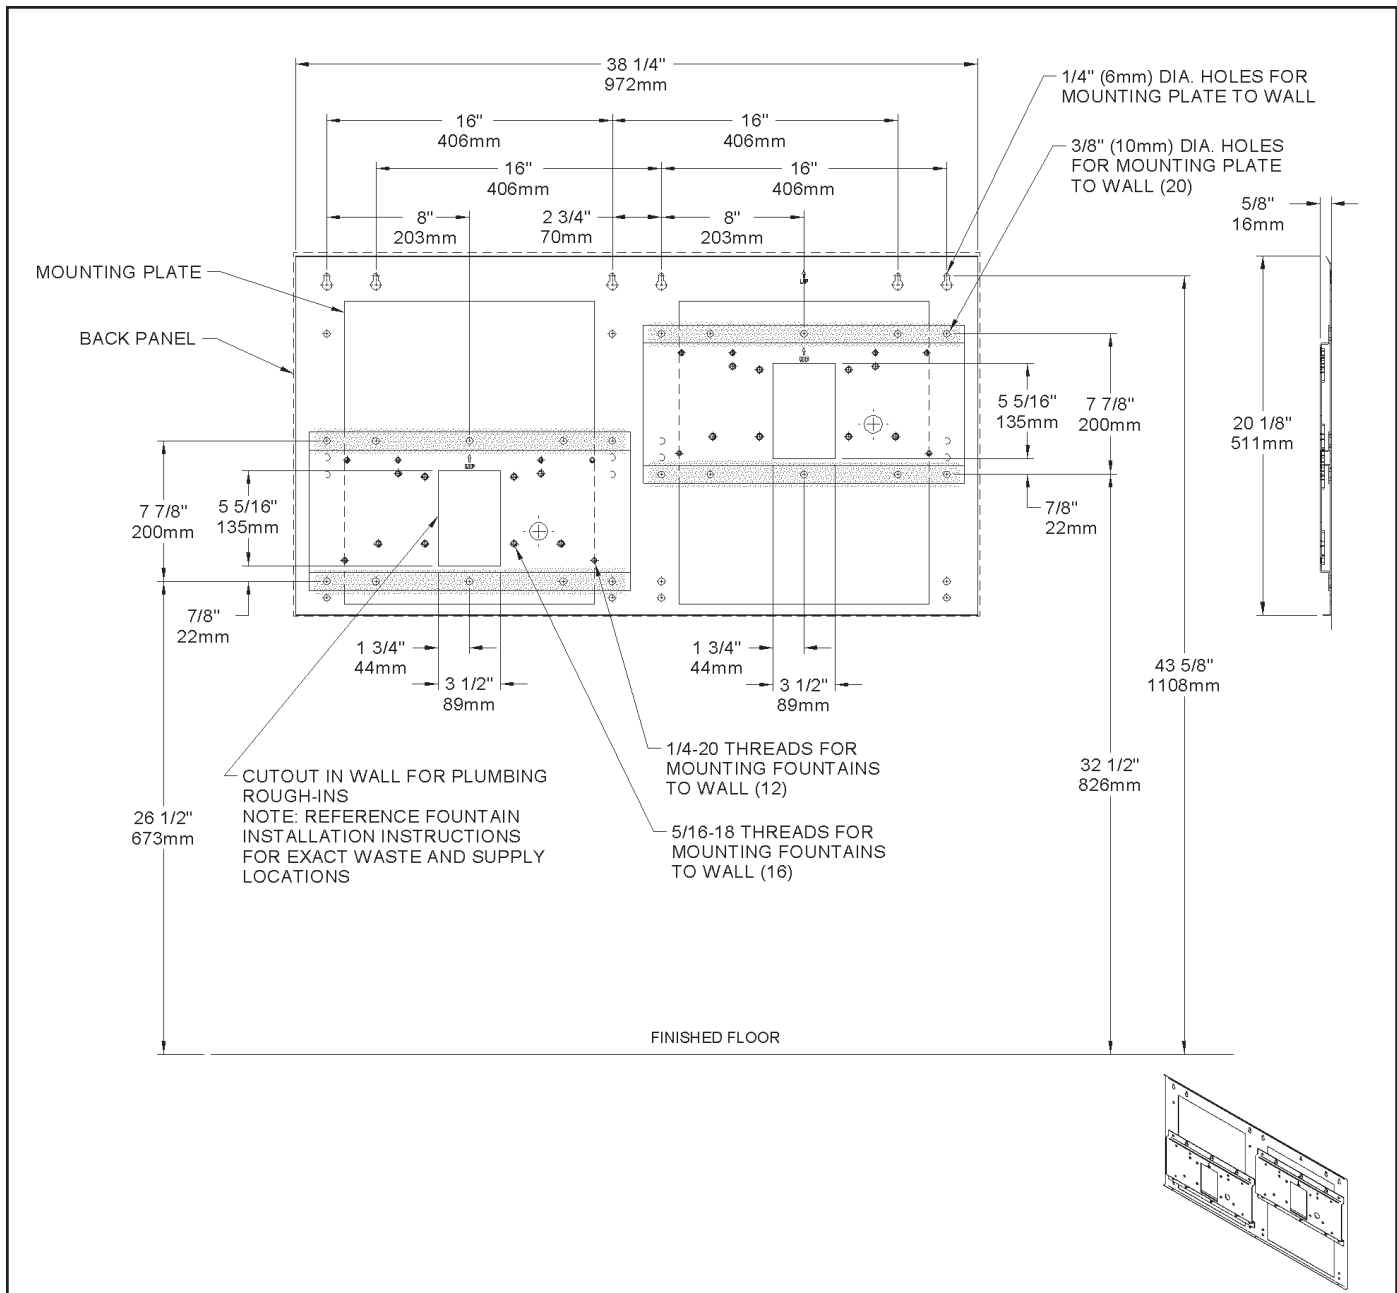 38 1/4"
972mm
1/4" (6mm) DIA. HOLES FOR
MOUNTING PLATE TO WALL
16"
406mm
16"
406mm
3/8" (10mm) DIA. HOLES
FOR MOUNTING PLATE
TO WALL (20)
16"
406mm
16"
406mm
8"
203mm
2 3/4"
70mm
8"
203mm
5/8"
16mm
MOUNTING PLATE
BACK PANEL
UP
5 5/16"
135mm
7 7/8"
200mm
20 1/8"
511mm
7 7/8"
200mm
5 5/16"
135mm
7/8"
22mm
7/8"
22mm
1 3/4"
44mm
3 1/2"
89mm
1 3/4"
44mm
3 1/2"
89mm
43 5/8"
1108mm
1/4-20 THREADS FOR
MOUNTING FOUNTAINS
TO WALL (12)
32 1/2"
826mm
CUTOUT IN WALL FOR PLUMBING
ROUGH-INS
NOTE: REFERENCE FOUNTAIN
INSTALLATION INSTRUCTIONS
FOR EXACT WASTE AND SUPPLY
LOCATIONS
26 1/2"
673mm
5/16-18 THREADS FOR
MOUNTING FOUNTAINS
TO WALL (16)
FINISHED FLOOR